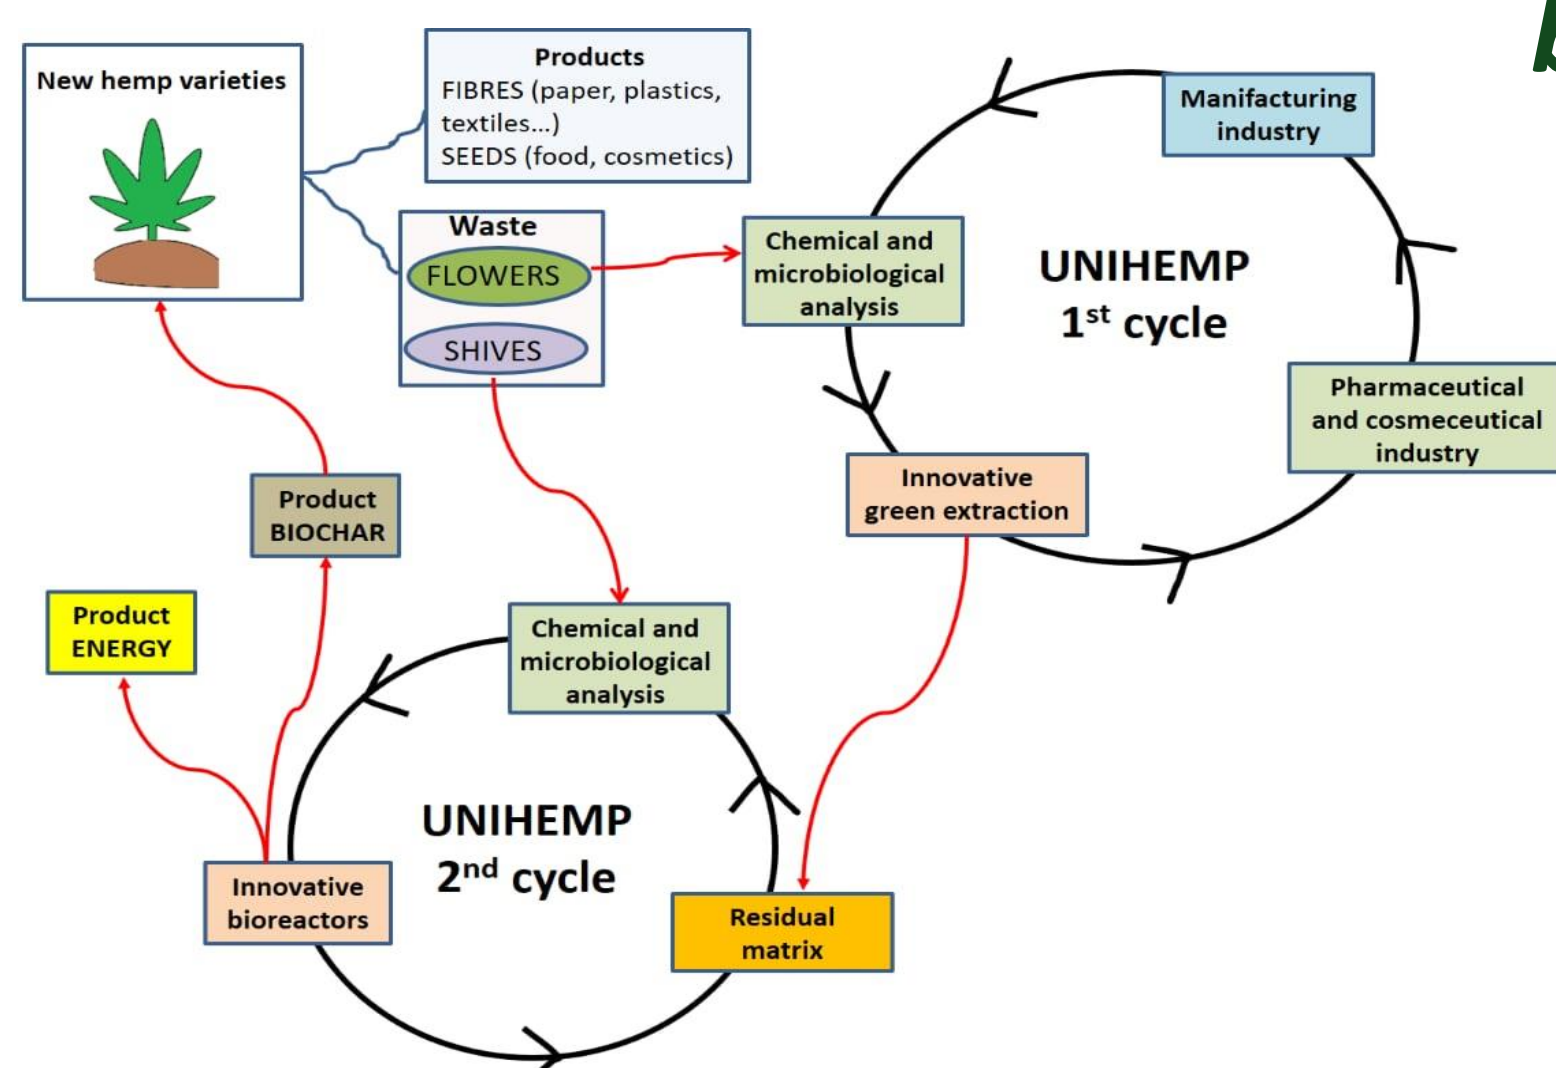 New hemp varieties
Products
FIBRES (paper, plastics,
textiles...)
SEEDS (food, cosmetics)
Waste
FLOWERS
SHIVES
Manifacturing
industry
Chemical and
microbiological
analysis
UNIHEMP
1st cycle
Pharmaceutical
and cosmeceutical
industry
Innovative
green extraction
Product
BIOCHAR
Product
ENERGY
Chemical and
microbiological
analysis
UNIHEMP
2nd cycle
Innovative
bioreactors
Residual
matrix